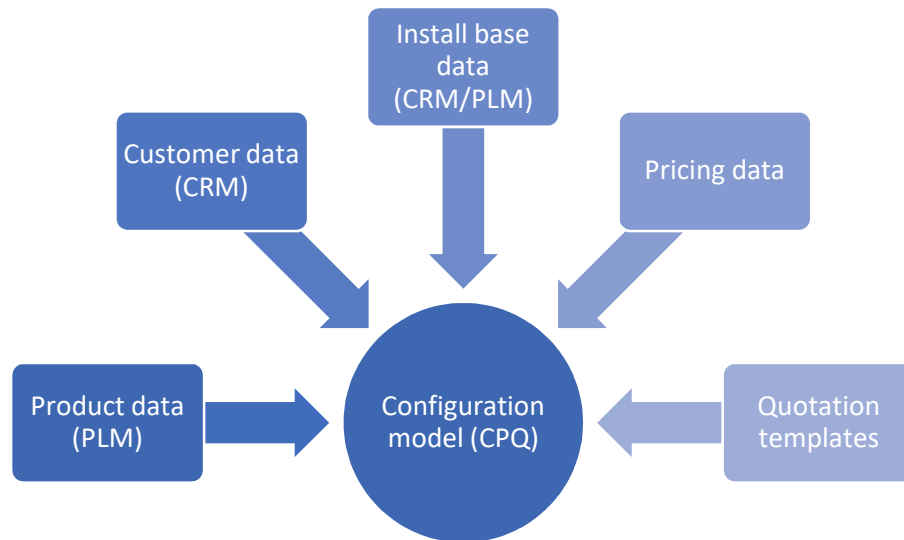 Install base
data
(CRM/PLM)
Customer data
(CRM)
Pricing data
Product data
(PLM)
Configuration
model (CPQ)
Quotation
templates